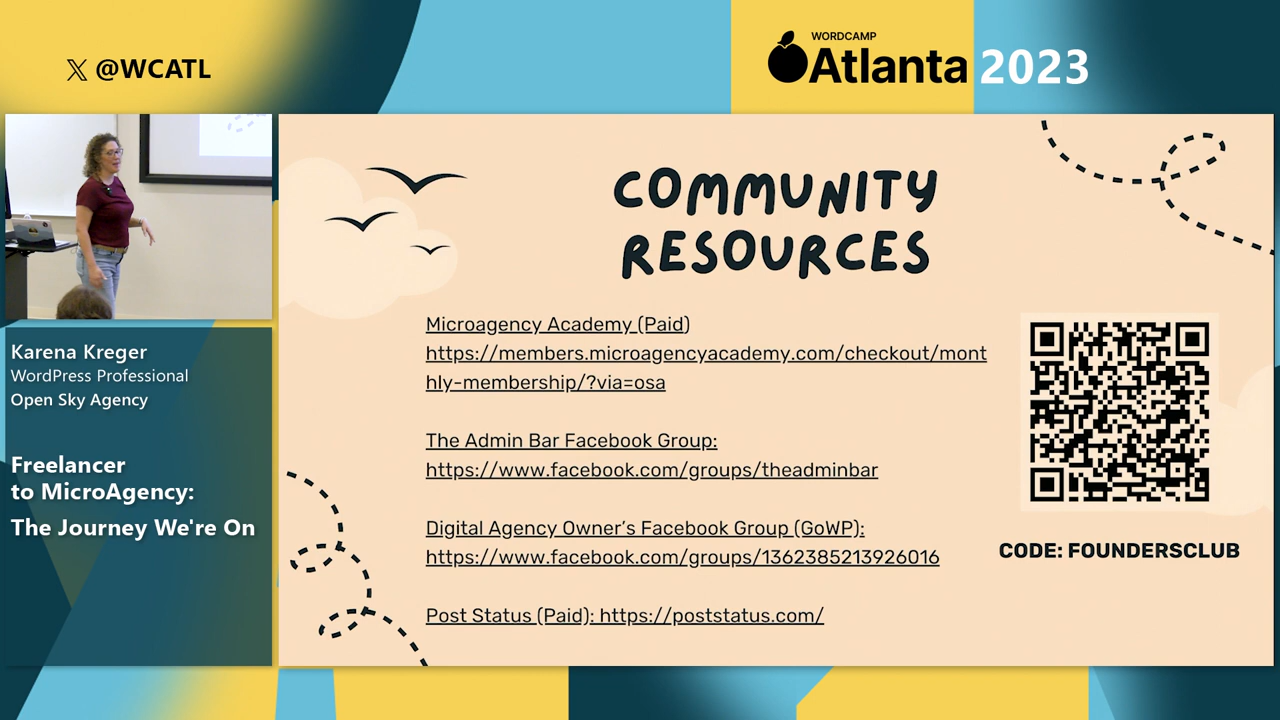 𝕏 @WCATL
WORDCAMP
Atlanta 2023
Karena Kreger
WordPress Professional
Open Sky Agency
Freelancer
to MicroAgency:
The Journey We're On
COMMUNITY
RESOURCES
Microagency Academy (Paid)
https://members.microagencyacademy.com/checkout/mont
hly-membership/?via=osa
The Admin Bar Facebook Group:
https://www.facebook.com/groups/theadminbar
Digital Agency Owner’s Facebook Group (GoWP):
https://www.facebook.com/groups/1362385213926016
Post Status (Paid): https://poststatus.com/
CODE: FOUNDERSCLUB